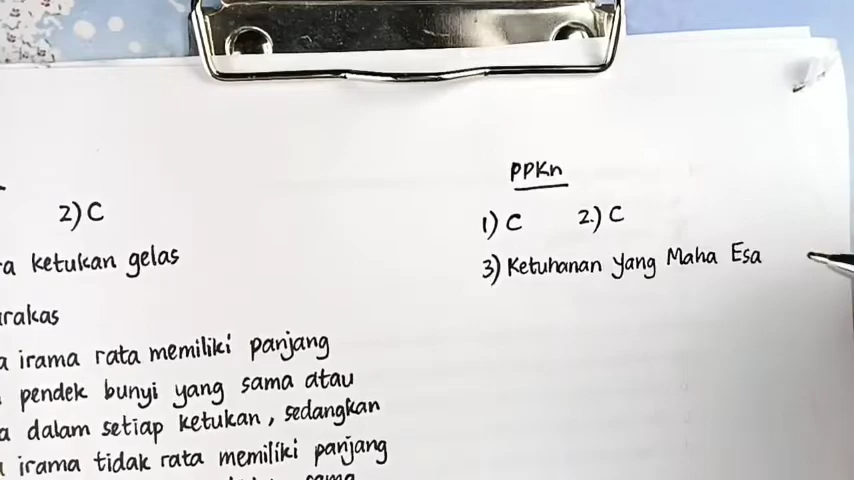 2) C
ketukan gelas
irama rata memiliki panjang
pendek bunyi yang sama atau
dalam setiap ketukan, sedangkan
irama tidak rata memiliki panjang
PPKn
1) C 2.) C
3) Ketuhanan yang Maha Esa